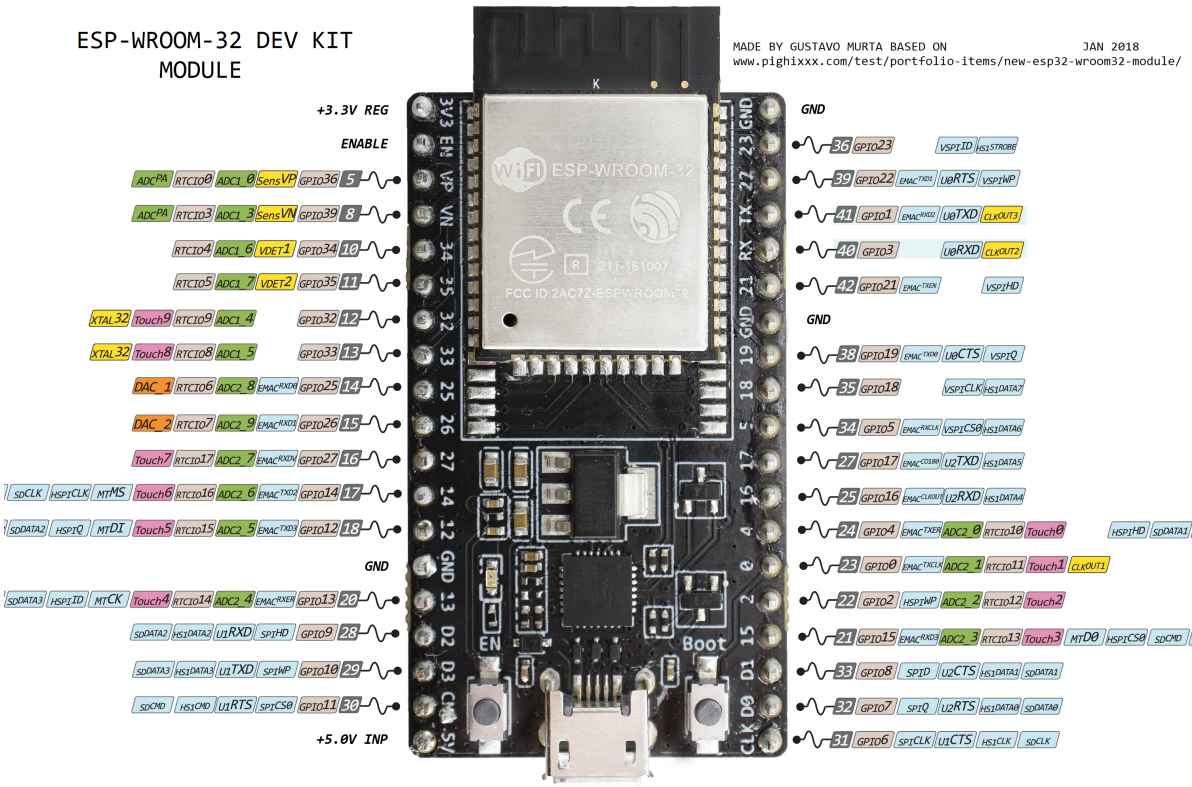 ESP-WROOM-32 DEV KIT
MODULE
MADE BY GUSTAVO MURTA BASED ON JAN 2018
www.pighixxx.com/test/portfolio-items/new-esp32-wroom32-module/
K
+3.3V REG
ENABLE
ADCPA RTCIO0 ADC1_0 SensVP GPIO36 5
ADCPA RTCIO3 ADC1_3 SensVN GPIO39 8
RTCIO4 ADC1_6 VDET1 GPIO34 10
RTCIO5 ADC1_7 VDET2 GPIO35 11
XTAL32 Touch9 RTCIO9 ADC1_4 GPIO32 12
XTAL32 Touch8 RTCIO8 ADC1_5 GPIO33 13
DAC_1 RTCIO6 ADC2_8 EMACRXD0 GPIO25 14
DAC_2 RTCIO7 ADC2_9 EMACRXD1 GPIO26 15
Touch7 RTCIO17 ADC2_7 EMACRXDV GPIO27 16
SDCLK HSPICLK MTMS Touch6 RTCIO16 ADC2_6 EMACTXD2 GPIO14 17
SDDATA2 HSPIQ MTDI Touch5 RTCIO15 ADC2_5 EMACTXD3 GPIO12 18
GND
SDDATA3 HSPIID MTCK Touch4 RTCIO14 ADC2_4 EMACRXER GPIO13 20
SDDATA2 HS1DATA2 U1RXD SPIHD GPIO9 28
SDDATA3 HS1DATA3 U1TXD SPIWP GPIO10 29
SDCMD HS1CMD U1RTS SPICS0 GPIO11 30
+5.0V INP
3V3
EN
VP
VN
34
35
32
33
25
26
27
14
12
GND
13
D2
D3
CMD
5V
WiFi ESP-WROOM-32
CE
R 211-161007
FCC ID:2AC7Z-ESPWROOM32
EN
Boot
GND
23
22
TX
RX
21
GND
19
18
5
17
16
4
0
2
15
D1
D0
CLK
GND
36 GPIO23 VSPIID HS1STROBE
39 GPIO22 EMACTXD1 U0RTS VSPIWP
41 GPIO1 EMACRXD2 U0TXD CLKOUT3
40 GPIO3 U0RXD CLKOUT2
42 GPIO21 EMACTXEN VSPIHD
GND
38 GPIO19 EMACTXD0 U0CTS VSPIQ
35 GPIO18 VSPICLK HS1DATA7
34 GPIO5 EMACRXCLK VSPICS0 HS1DATA6
27 GPIO17 EMACCO180 U2TXD HS1DATA5
25 GPIO16 EMACCLKOUT U2RXD HS1DATA4
24 GPIO4 EMACTXER ADC2_0 RTCIO10 Touch0 HSPIHD SDDATA1
23 GPIO0 EMACTXCLK ADC2_1 RTCIO11 Touch1 CLKOUT1
22 GPIO2 HSPIWP ADC2_2 RTCIO12 Touch2
21 GPIO15 EMACRXD3 ADC2_3 RTCIO13 Touch3 MTDO HSPICS0 SDCMD
33 GPIO8 SPID U2CTS HS1DATA1 SDDATA1
32 GPIO7 SPIQ U2RTS HS1DATA0 SDDATA0
31 GPIO6 SPICLK U1CTS HS1CLK SDCLK